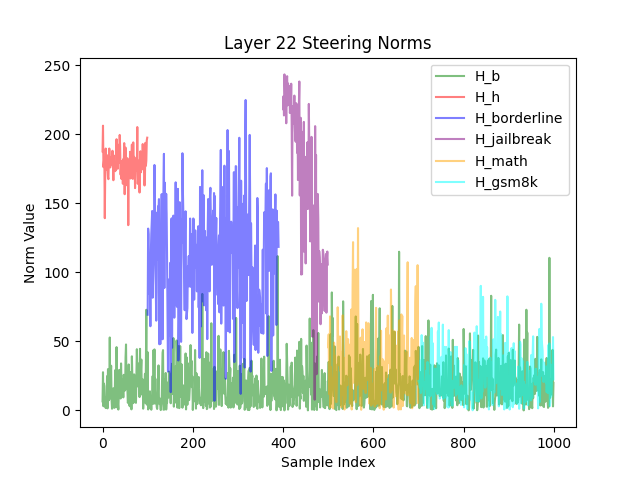 Layer 22 Steering Norms
250
200
150
100
50
0
Norm Value
H_b
H_h
H_borderline
H_jailbreak
H_math
H_gsm8k
0
200
400
600
800
1000
Sample Index